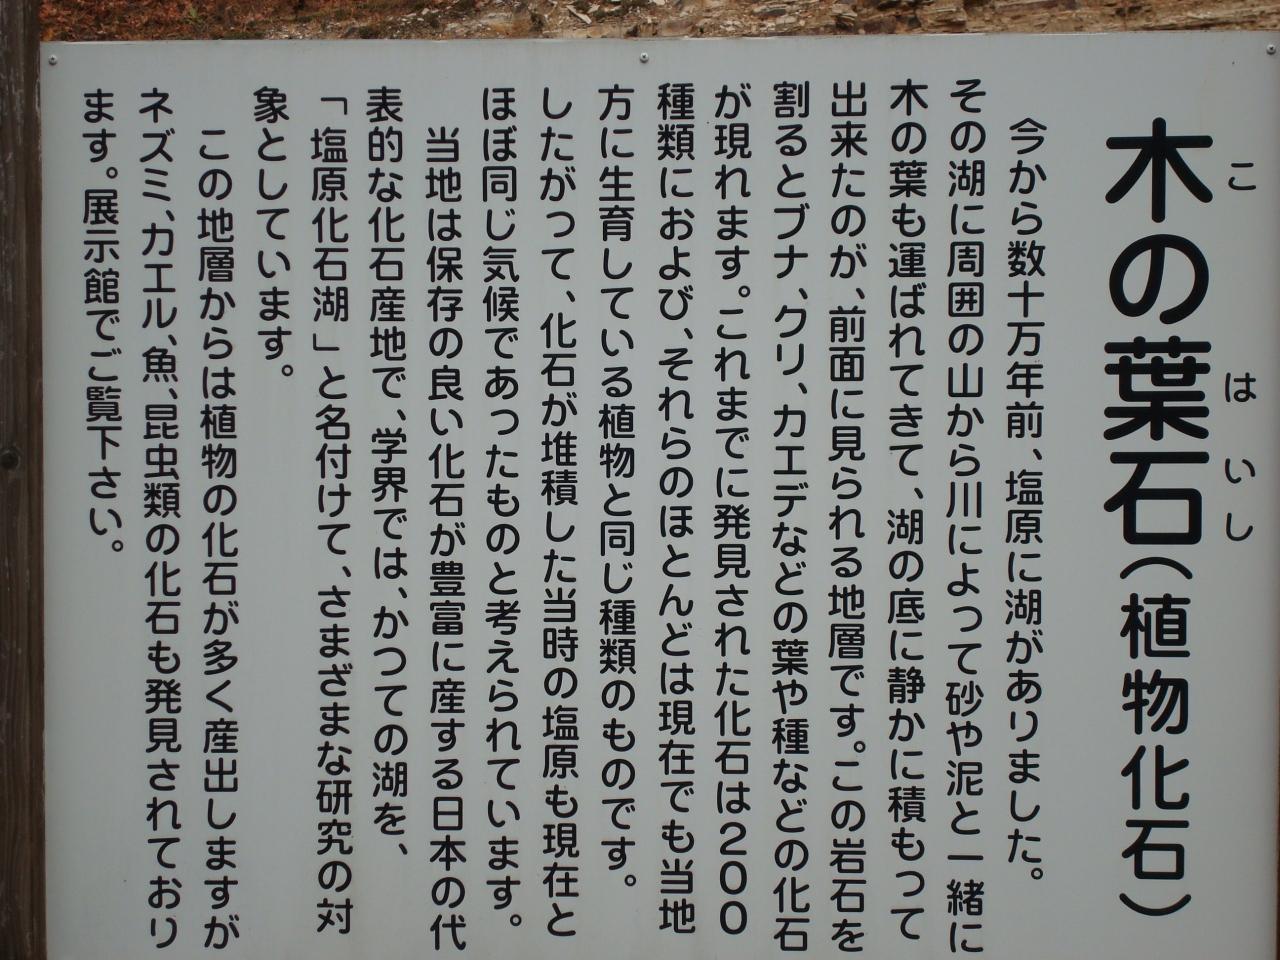 木の葉石(植物化石)
こ はいし
今から数十万年前、塩原に湖がありました。
その湖に周囲の山から川によって砂や泥と一緒に
木の葉も運ばれてきて、湖の底に静かに積もって
出来たのが、前面に見られる地層です。この岩石を
割るとブナ、クリ、カエデなどの葉や種などの化石
が現れます。これまでに発見された化石は200
種類におよび、それらのほとんどは現在でも当地
方に生育している植物と同じ種類のものです。
したがって、化石が堆積した当時の塩原も現在と
ほぼ同じ気候であったものと考えられています。
当地は保存の良い化石が豊富に産する日本の代
表的な化石産地で、学界では、かつての湖を、
「塩原化石湖」と名付けて、さまざまな研究の対
象としています。
この地層からは植物の化石が多く産出しますが
ネズミ、カエル、魚、昆虫類の化石も発見されており
ます。展示館でご覧下さい。